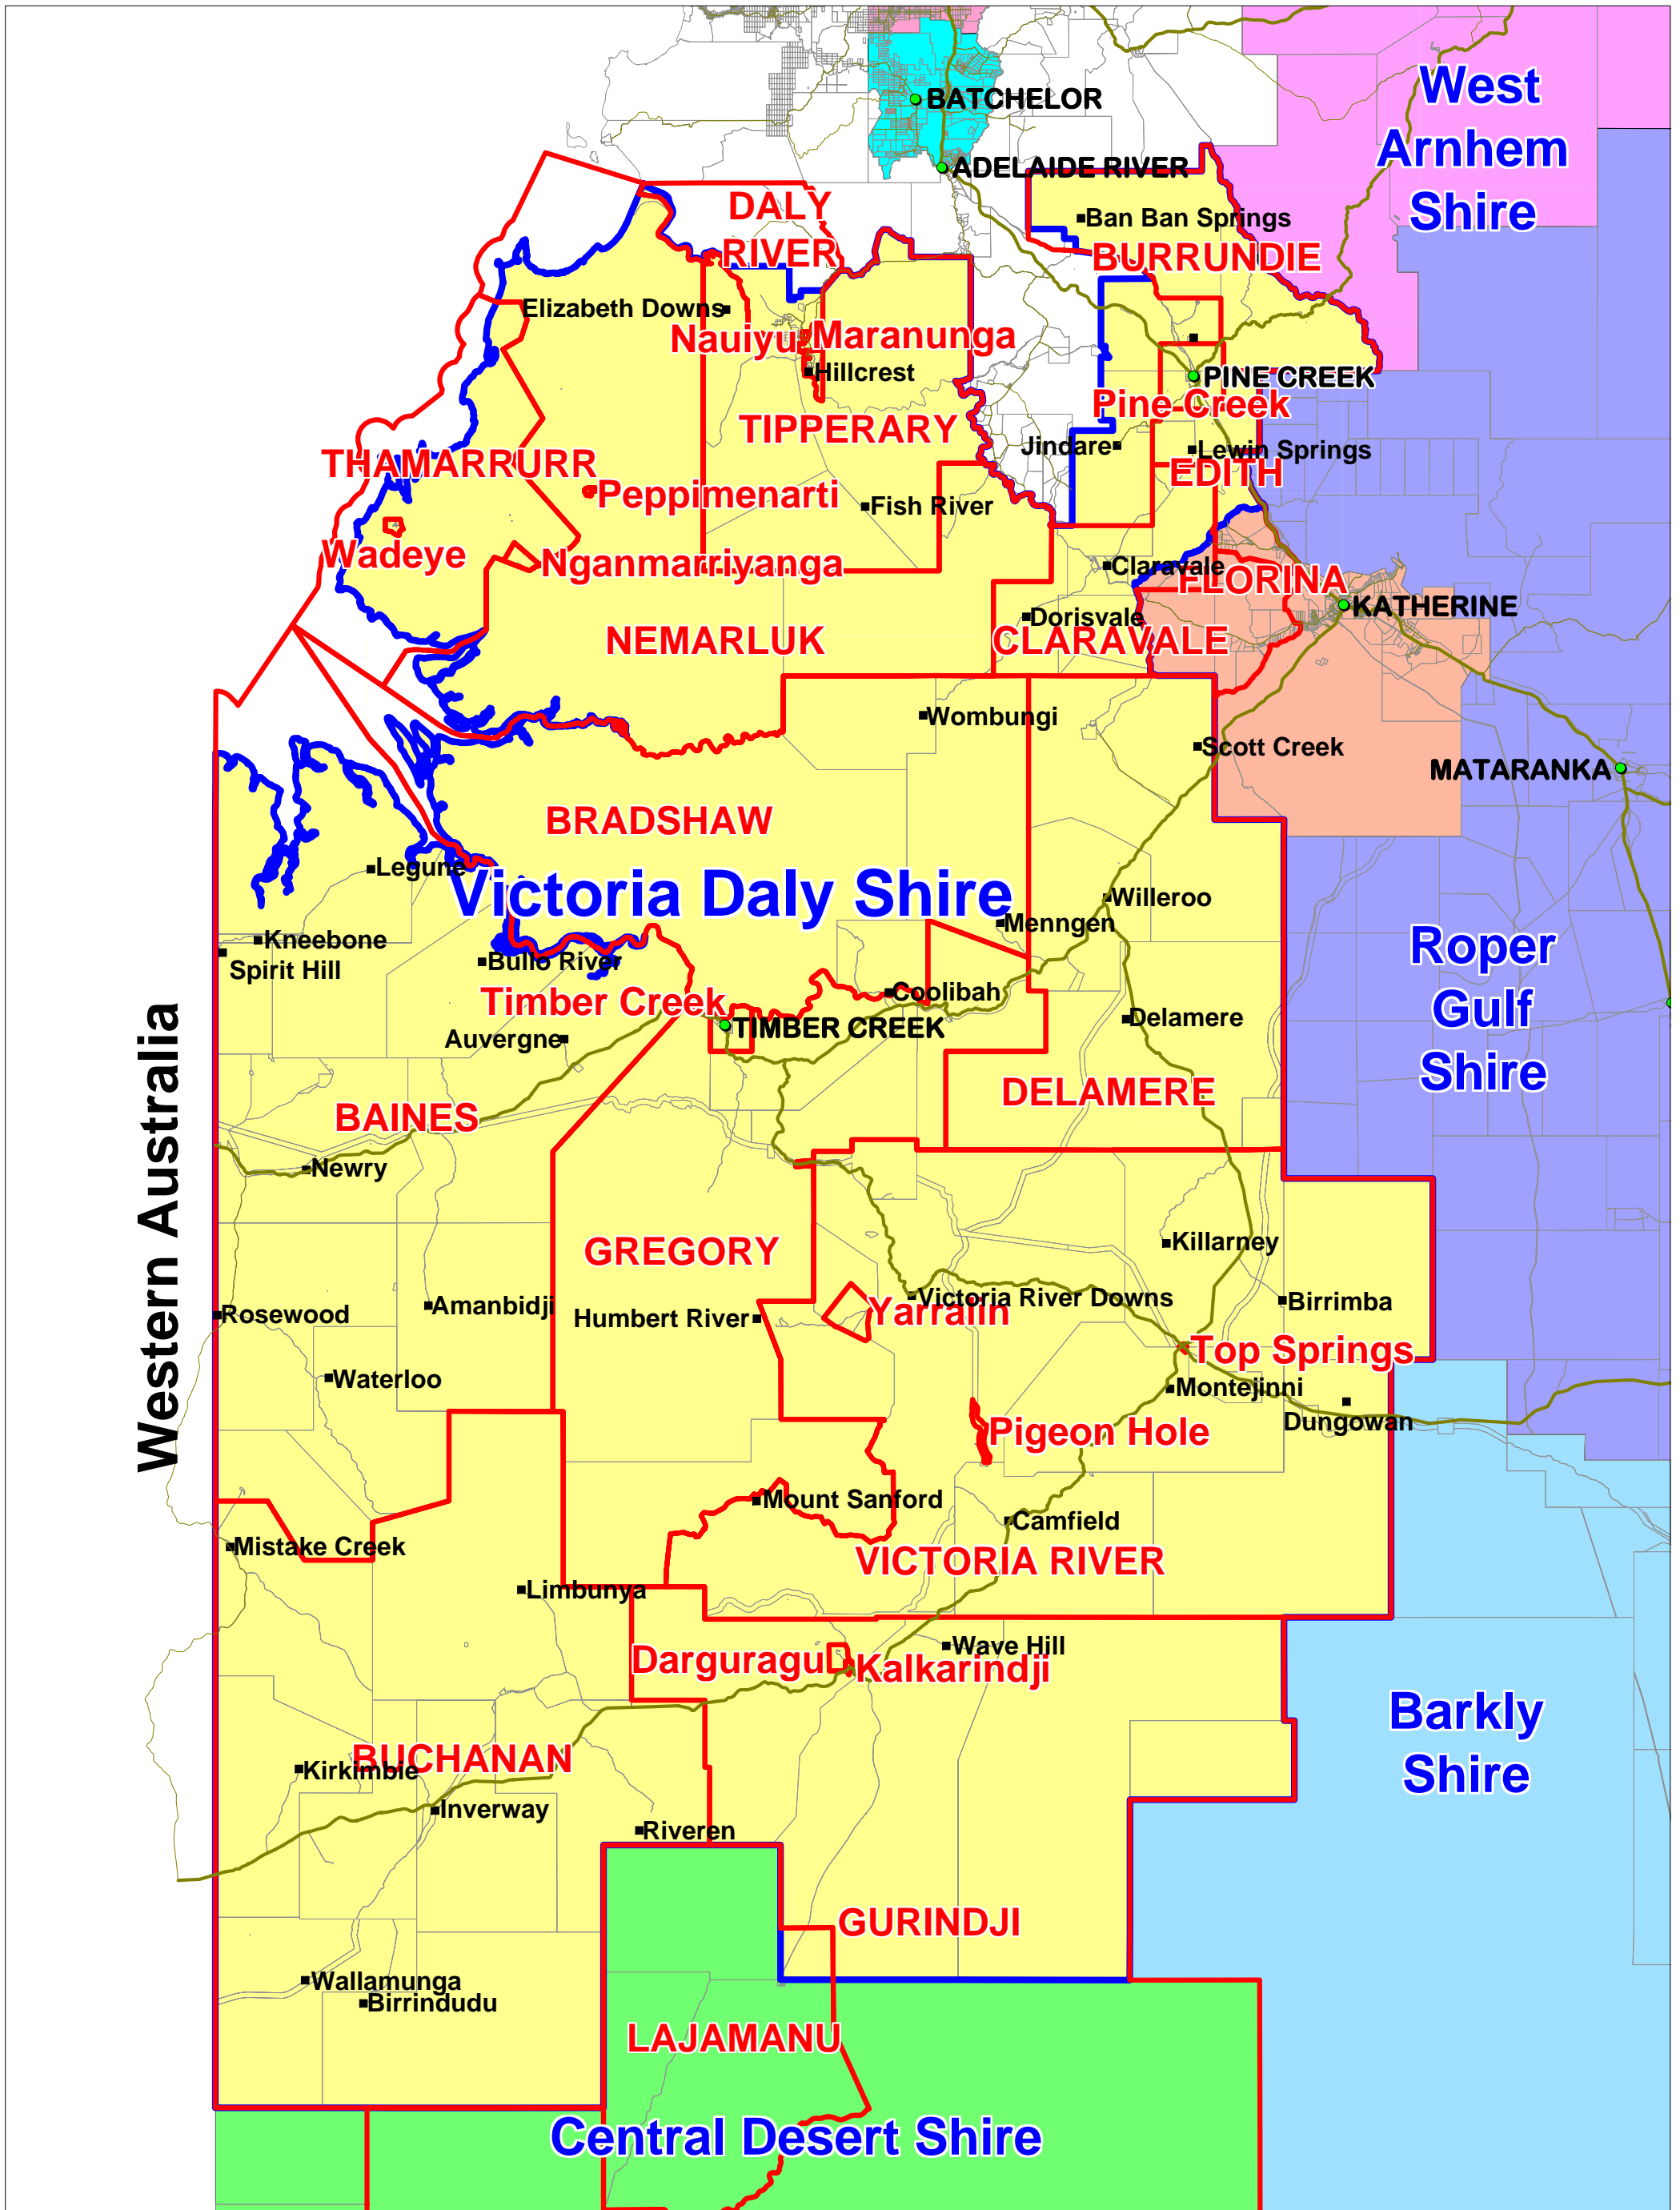 West
Arnhem
Shire
BATCHELOR
ADELAIDE RIVER
DALY
RIVER
Ban Ban Springs
BURRUNDIE
Elizabeth Downs
Nauiyu
Maranunga
Hillcrest
PINE CREEK
Pine-Creek
TIPPERARY
Jindare
Lewin Springs
THAMARRURR
EDITH
Peppimenarti
Fish River
Wadeye
Nganmarriyanga
Claravale
FLORINA
KATHERINE
Dorisvale
NEMARLUK
CLARAVALE
Wombungi
Scott Creek
MATARANKA
BRADSHAW
Legune
Victoria Daly Shire
Willeroo
Menngen
Kneebone
Spirit Hill
Bullo River
Roper
Gulf
Shire
Timber Creek
Coolibah
TIMBER CREEK
Delamere
Auvergne
Western Australia
DELAMERE
BAINES
Newry
GREGORY
Killarney
Rosewood
Amanbidji
Humbert River
Victoria River Downs
Yarralin
Birrimba
Top Springs
Waterloo
Montejinni
Dungowan
Pigeon Hole
Mount Sanford
Camfield
Mistake Creek
VICTORIA RIVER
Limbunya
Wave Hill
Darguragu
Kalkarindji
Barkly
Shire
BUCHANAN
Kirkimbie
Inverway
Riveren
GURINDJI
Wallamunga
Birrindudu
LAJAMANU
Central Desert Shire